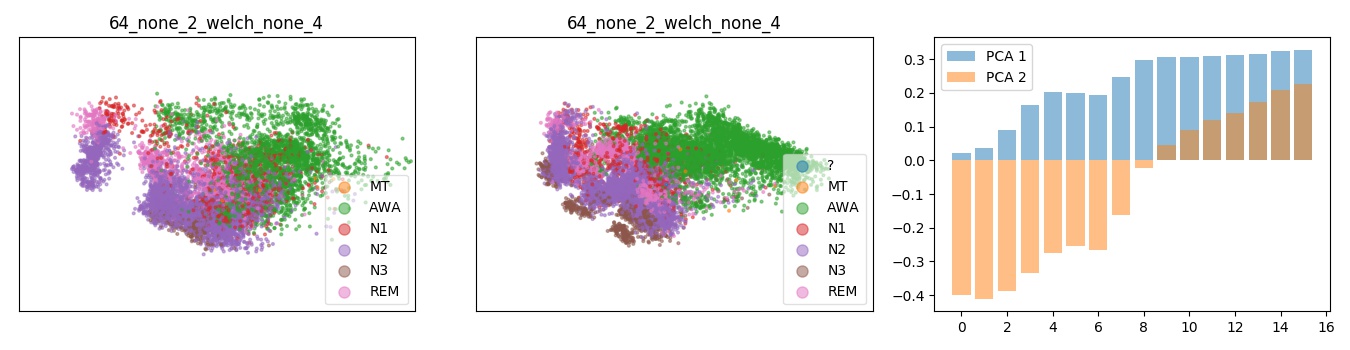 64_none_2_welch_none_4
MT
AWA
N1
N2
N3
REM
64_none_2_welch_none_4
?
MT
AWA
N1
N2
N3
REM
PCA 1
PCA 2
0.3
0.2
0.1
0.0
−0.1
−0.2
−0.3
−0.4
0 2 4 6 8 10 12 14 16